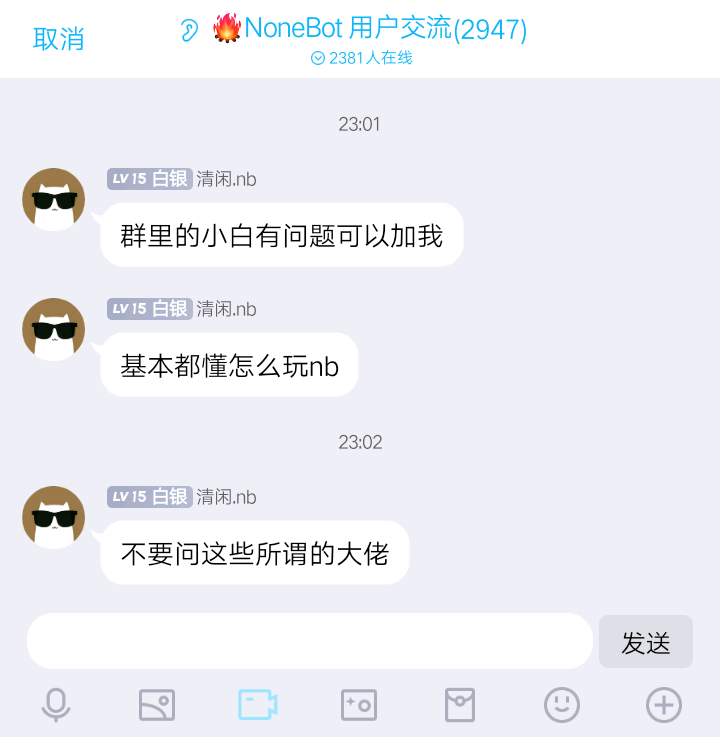 取消
🔥NoneBot 用户交流(2947)
2381人在线
23:01
LV 15 白银 清闲.nb
群里的小白有问题可以加我
LV 15 白银 清闲.nb
基本都懂怎么玩nb
23:02
LV 15 白银 清闲.nb
不要问这些所谓的大佬
发送